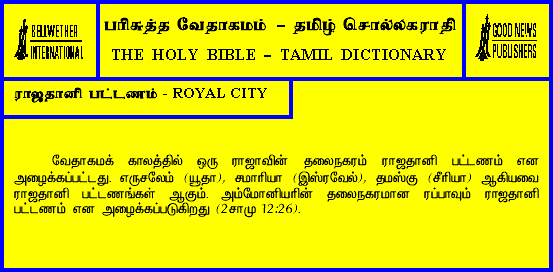 BELLWETHER
INTERNATIONAL
பரிசுத்த வேதாகமம் – தமிழ் சொல்லகராதி
THE HOLY BIBLE – TAMIL DICTIONARY
GOOD NEWS
PUBLISHERS
ராஜதானி பட்டணம் - ROYAL CITY
வேதாகமக் காலத்தில் ஒரு ராஜாவின் தலைநகரம் ராஜதானி பட்டணம் என
அழைக்கப்பட்டது. எருசலேம் (யூதா), சமாரியா (இஸ்ரவேல்), தமஸ்கு (சீரியா) ஆகியவை
ராஜதானி பட்டணங்கள் ஆகும். அம்மோனியரின் தலைநகரமான ரப்பாவும் ராஜதானி
பட்டணம் என அழைக்கப்படுகிறது (2சாமு 12:26).